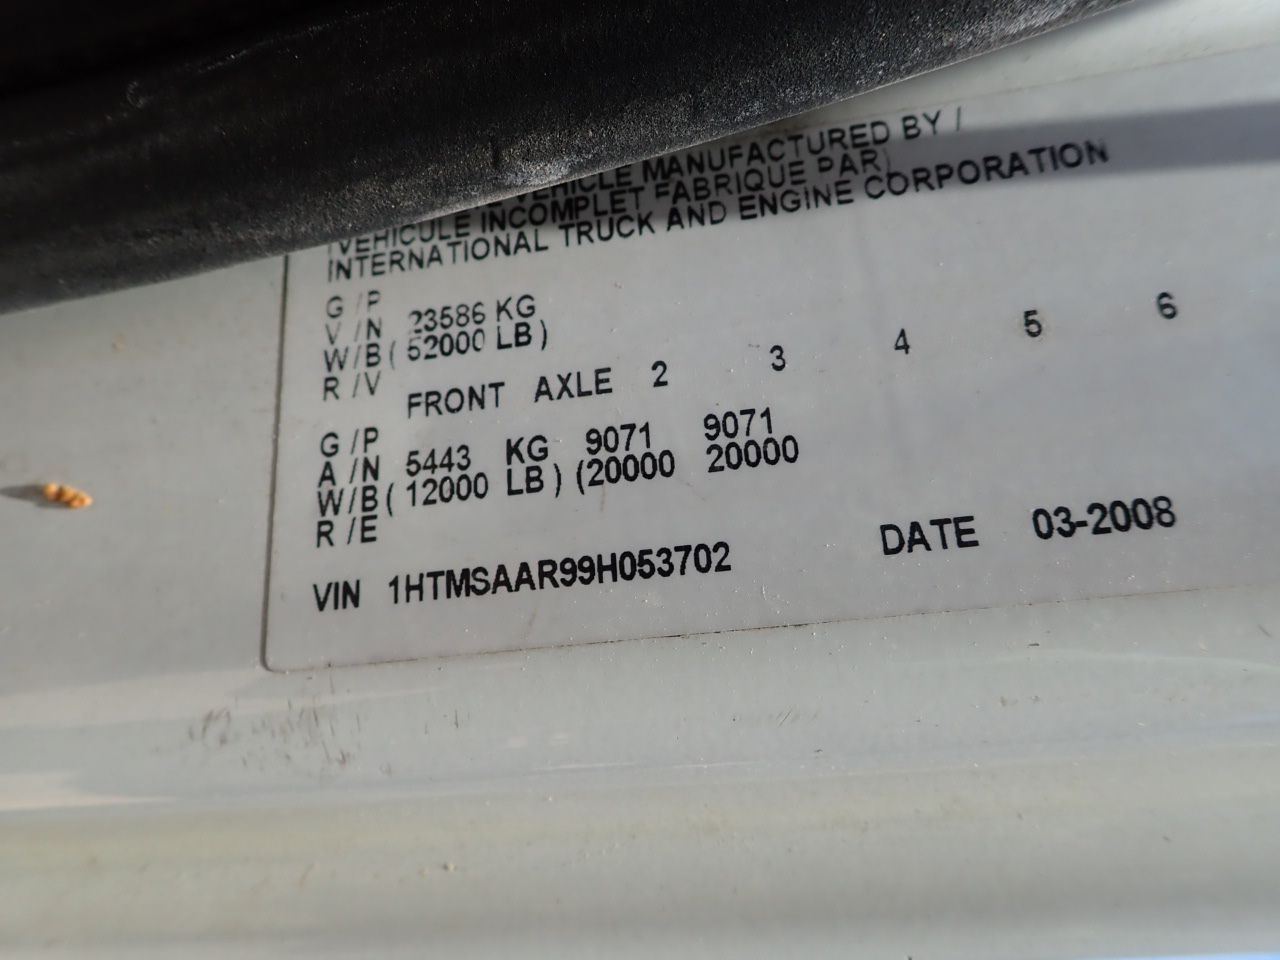 VEHICLE MANUFACTURED BY /
(VEHICULE INCOMPLET FABRIQUE PAR)
INTERNATIONAL TRUCK AND ENGINE CORPORATION
G /P
V /N 23586 KG
W/B ( 52000 LB )
R /V
FRONT AXLE 2 3 4 5 6
G /P
A /N 5443 KG 9071 9071
W/B ( 12000 LB ) (20000 20000
R /E
VIN 1HTMSAAR99H053702 DATE 03-2008